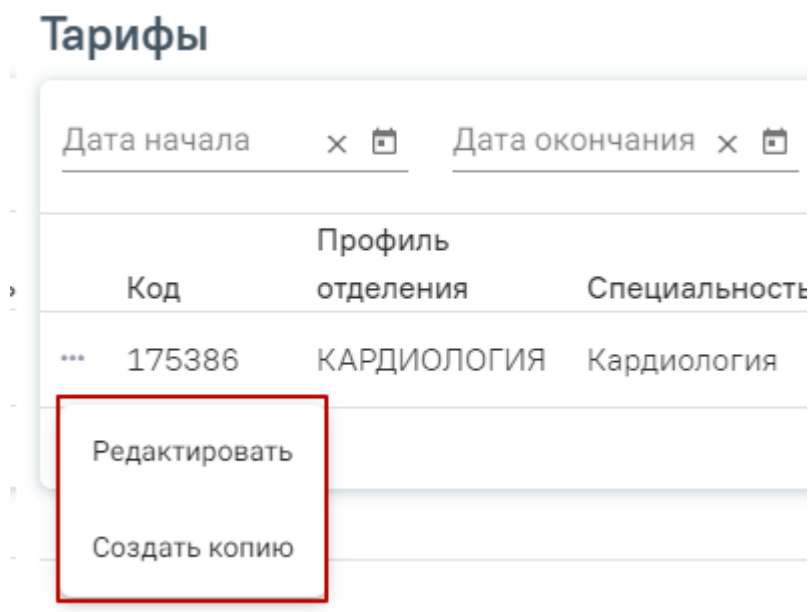 Тарифы
Дата начала
Дата окончания
Код
Профиль
отделения
Специальность
175386
КАРДИОЛОГИЯ
Кардиология
Редактировать
Создать копию